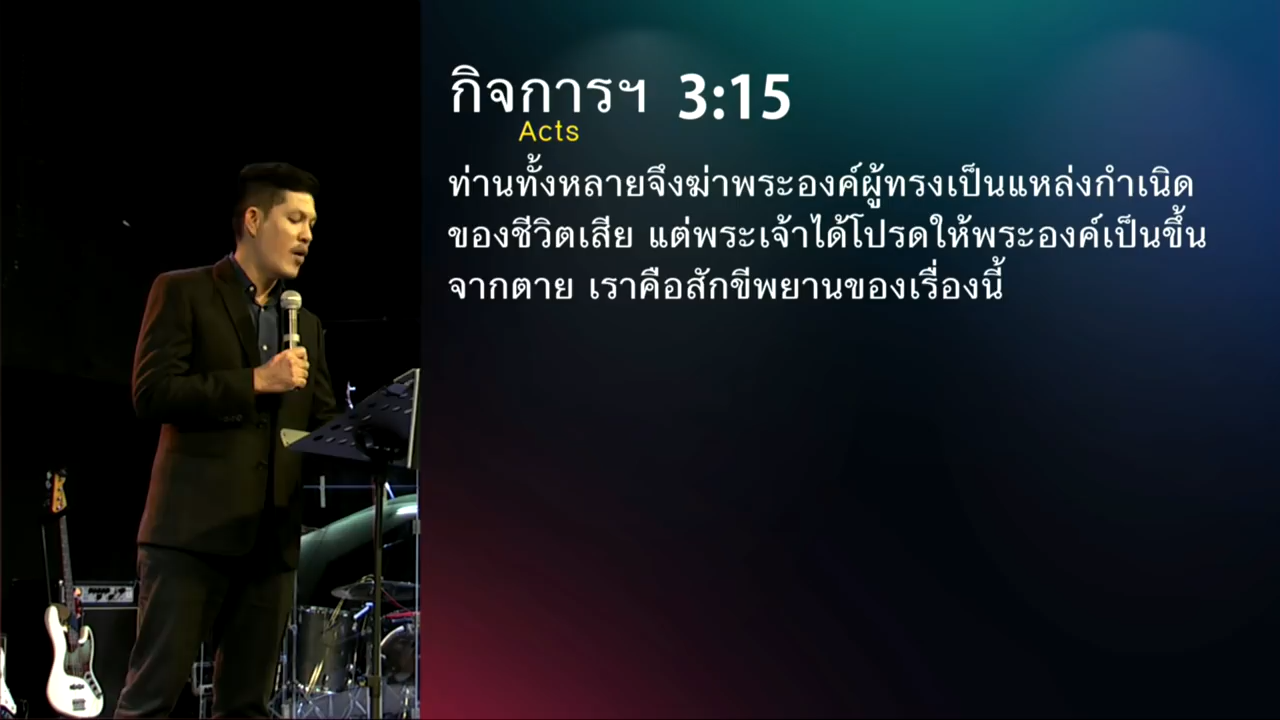 กิจการฯ 3:15
Acts
ท่านทั้งหลายจึงฆ่าพระองค์ผู้ทรงเป็นแหล่งกำเนิด
ของชีวิตเสีย แต่พระเจ้าได้โปรดให้พระองค์เป็นขึ้น
จากตาย เราคือสักขีพยานของเรื่องนี้